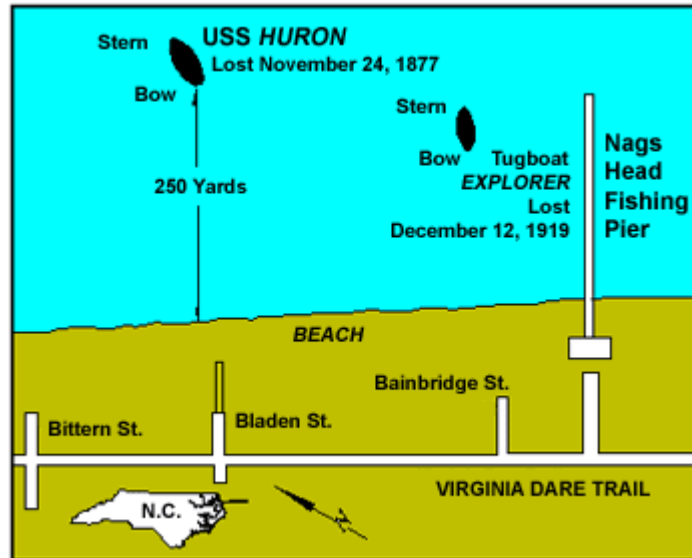 Stern
USS HURON
Lost November 24, 1877
Bow
Stern
250 Yards
Bow
Tugboat
EXPLORER
Lost
December 12, 1919
Nags
Head
Fishing
Pier
BEACH
Bainbridge St.
Bittern St.
Bladen St.
VIRGINIA DARE TRAIL
N.C.
N